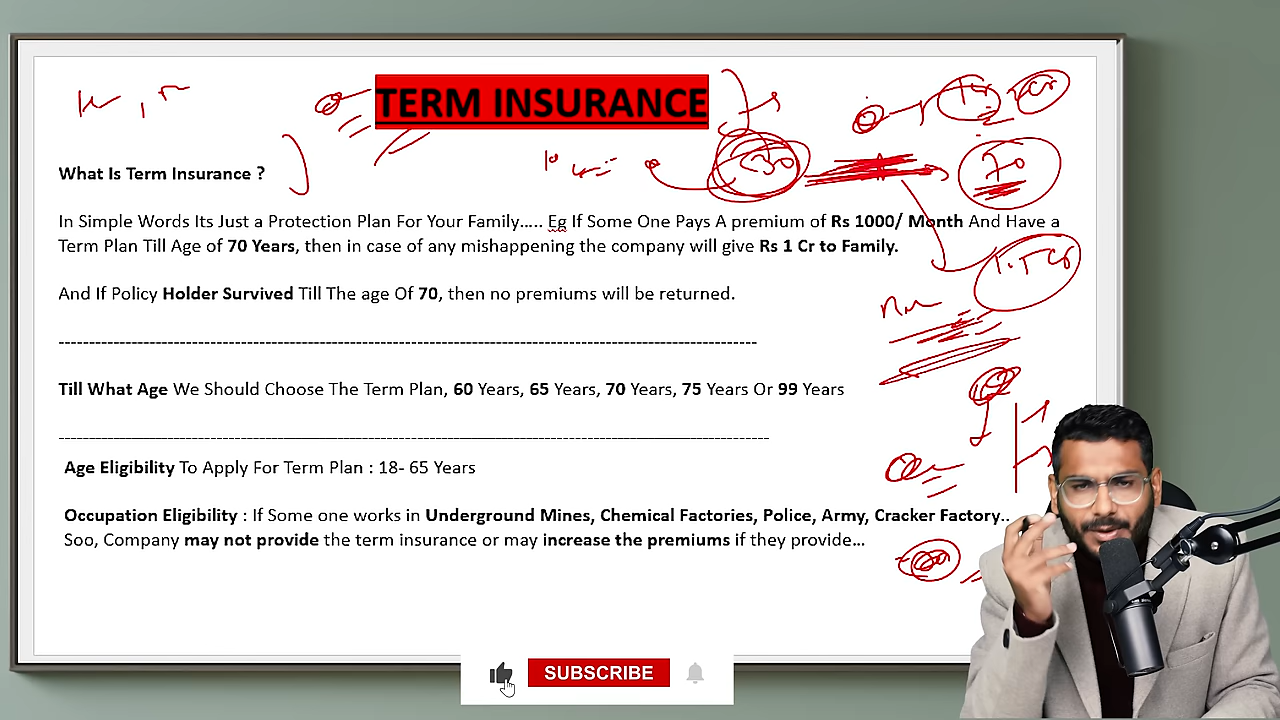 TERM INSURANCE
30
70
What Is Term Insurance ?
In Simple Words Its Just a Protection Plan For Your Family..... Eg If Some One Pays A premium of Rs 1000/ Month And Have a
Term Plan Till Age of 70 Years, then in case of any mishappening the company will give Rs 1 Cr to Family.
And If Policy Holder Survived Till The age Of 70, then no premiums will be returned.
Till What Age We Should Choose The Term Plan, 60 Years, 65 Years, 70 Years, 75 Years Or 99 Years
Age Eligibility To Apply For Term Plan : 18- 65 Years
Occupation Eligibility : If Some one works in Underground Mines, Chemical Factories, Police, Army, Cracker Factory..
Soo, Company may not provide the term insurance or may increase the premiums if they provide...
SUBSCRIBE